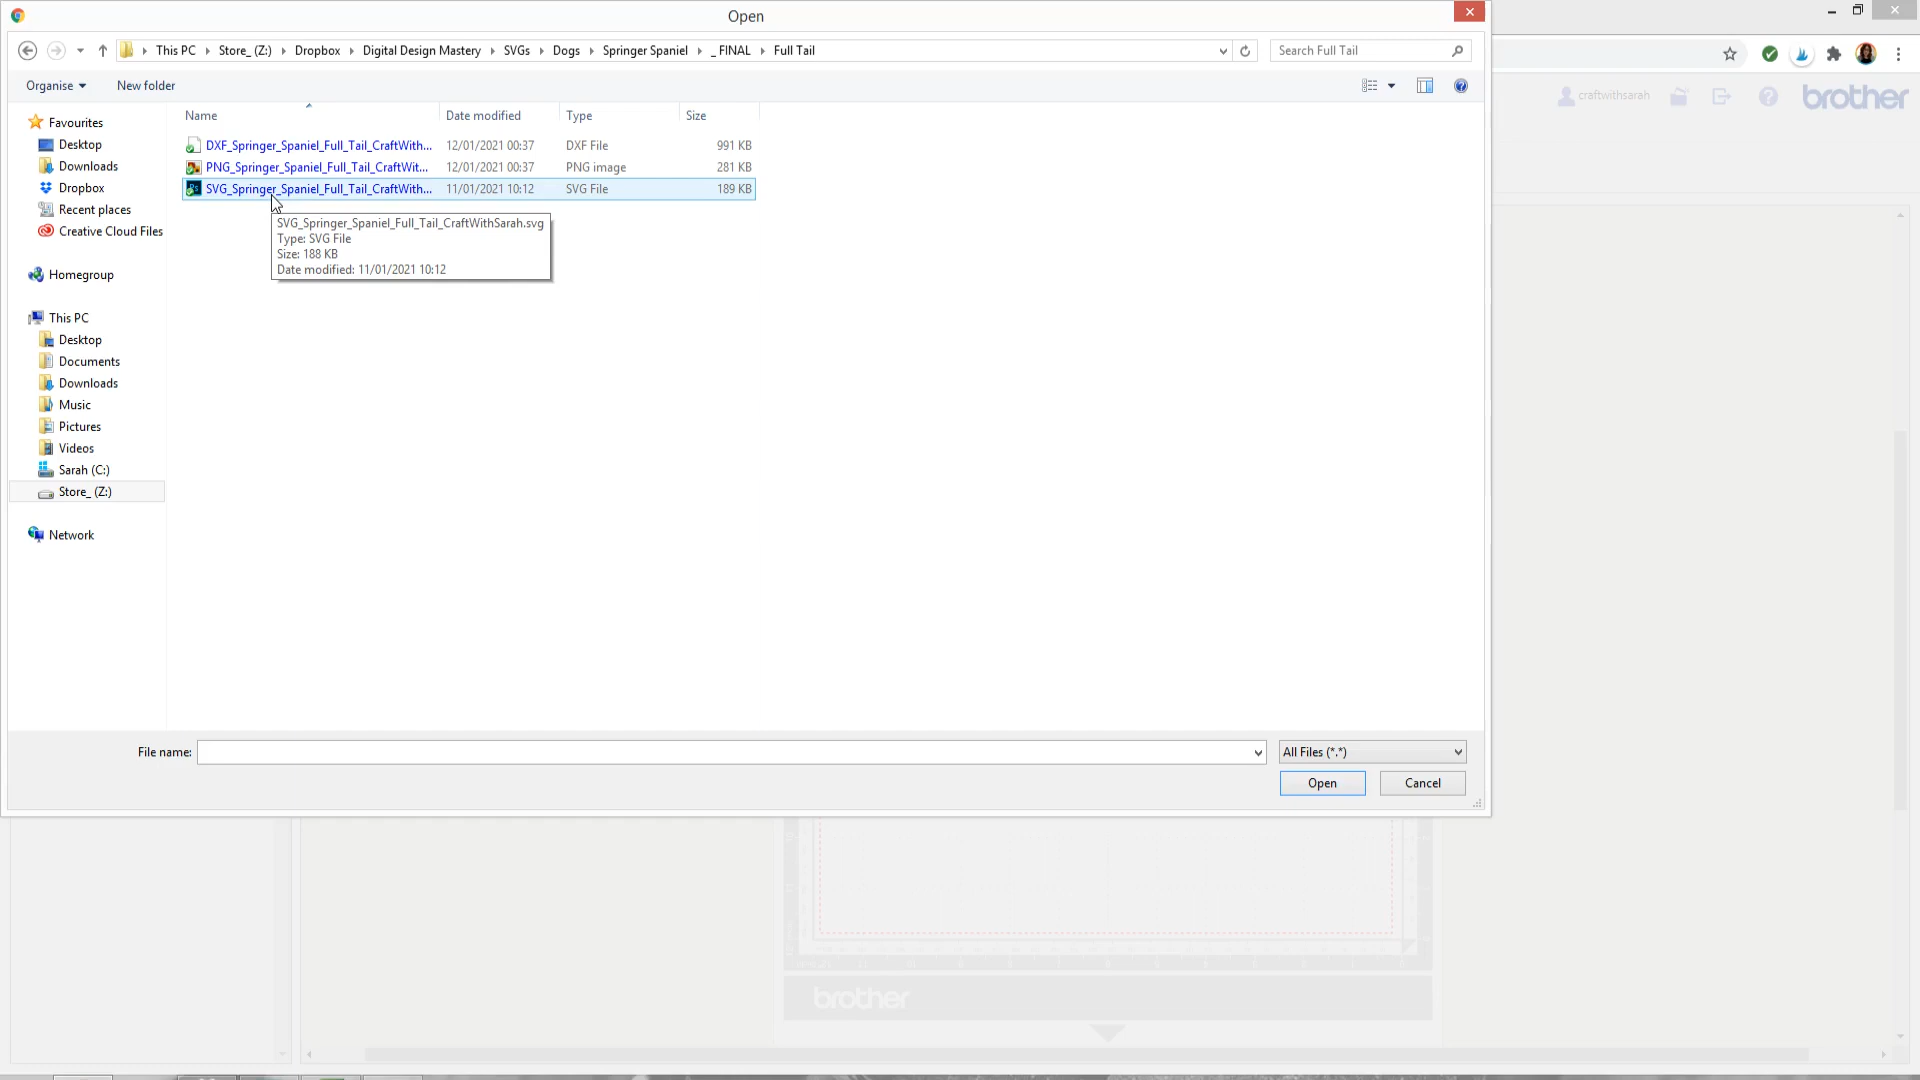 Open
This PC
Store_ (Z:)
Dropbox
Digital Design Mastery
SVGs
Dogs
Springer Spaniel
_ FINAL
Full Tail
Search Full Tail
Organise
New folder
craftwithsarah
brother
Name
Date modified
Type
Size
DXF_Springer_Spaniel_Full_Tail_CraftWith... 12/01/2021 00:37 DXF File 991 KB
PNG_Springer_Spaniel_Full_Tail_CraftWit... 12/01/2021 00:37 PNG image 281 KB
SVG_Springer_Spaniel_Full_Tail_CraftWith... 11/01/2021 10:12 SVG File 189 KB
SVG_Springer_Spaniel_Full_Tail_CraftWithSarah.svg
Type: SVG File
Size: 188 KB
Date modified: 11/01/2021 10:12
Favourites
Desktop
Downloads
Dropbox
Recent places
Creative Cloud Files
Homegroup
This PC
Desktop
Documents
Downloads
Music
Pictures
Videos
Sarah (C:)
Store_ (Z:)
Network
File name:
All Files (*.*)
Open
Cancel
brother